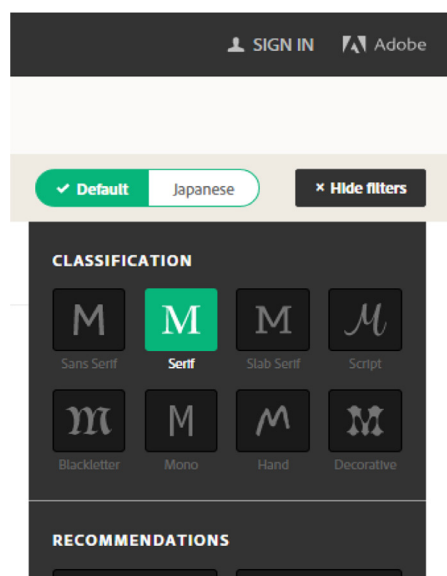 SIGN IN Adobe
Default Japanese × Hide filters
CLASSIFICATION
M M M M
Sans Serif Serif Slab Serif Script
M M M M
Blackletter Mono Hand Decorative
RECOMMENDATIONS